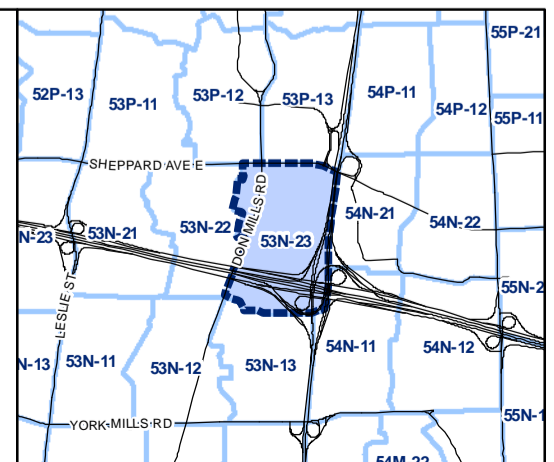 55P-21
52P-13
53P-11
53P-12
53P-13
54P-11
54P-12
55P-11
SHEPPARD AVE E
DON MILLS RD
N-23
53N-21
53N-22
53N-23
54N-21
54N-22
55N-2
LESLIE ST
N-13
53N-11
53N-12
53N-13
54N-11
54N-12
55N-1
YORK MILLS RD
54M-22